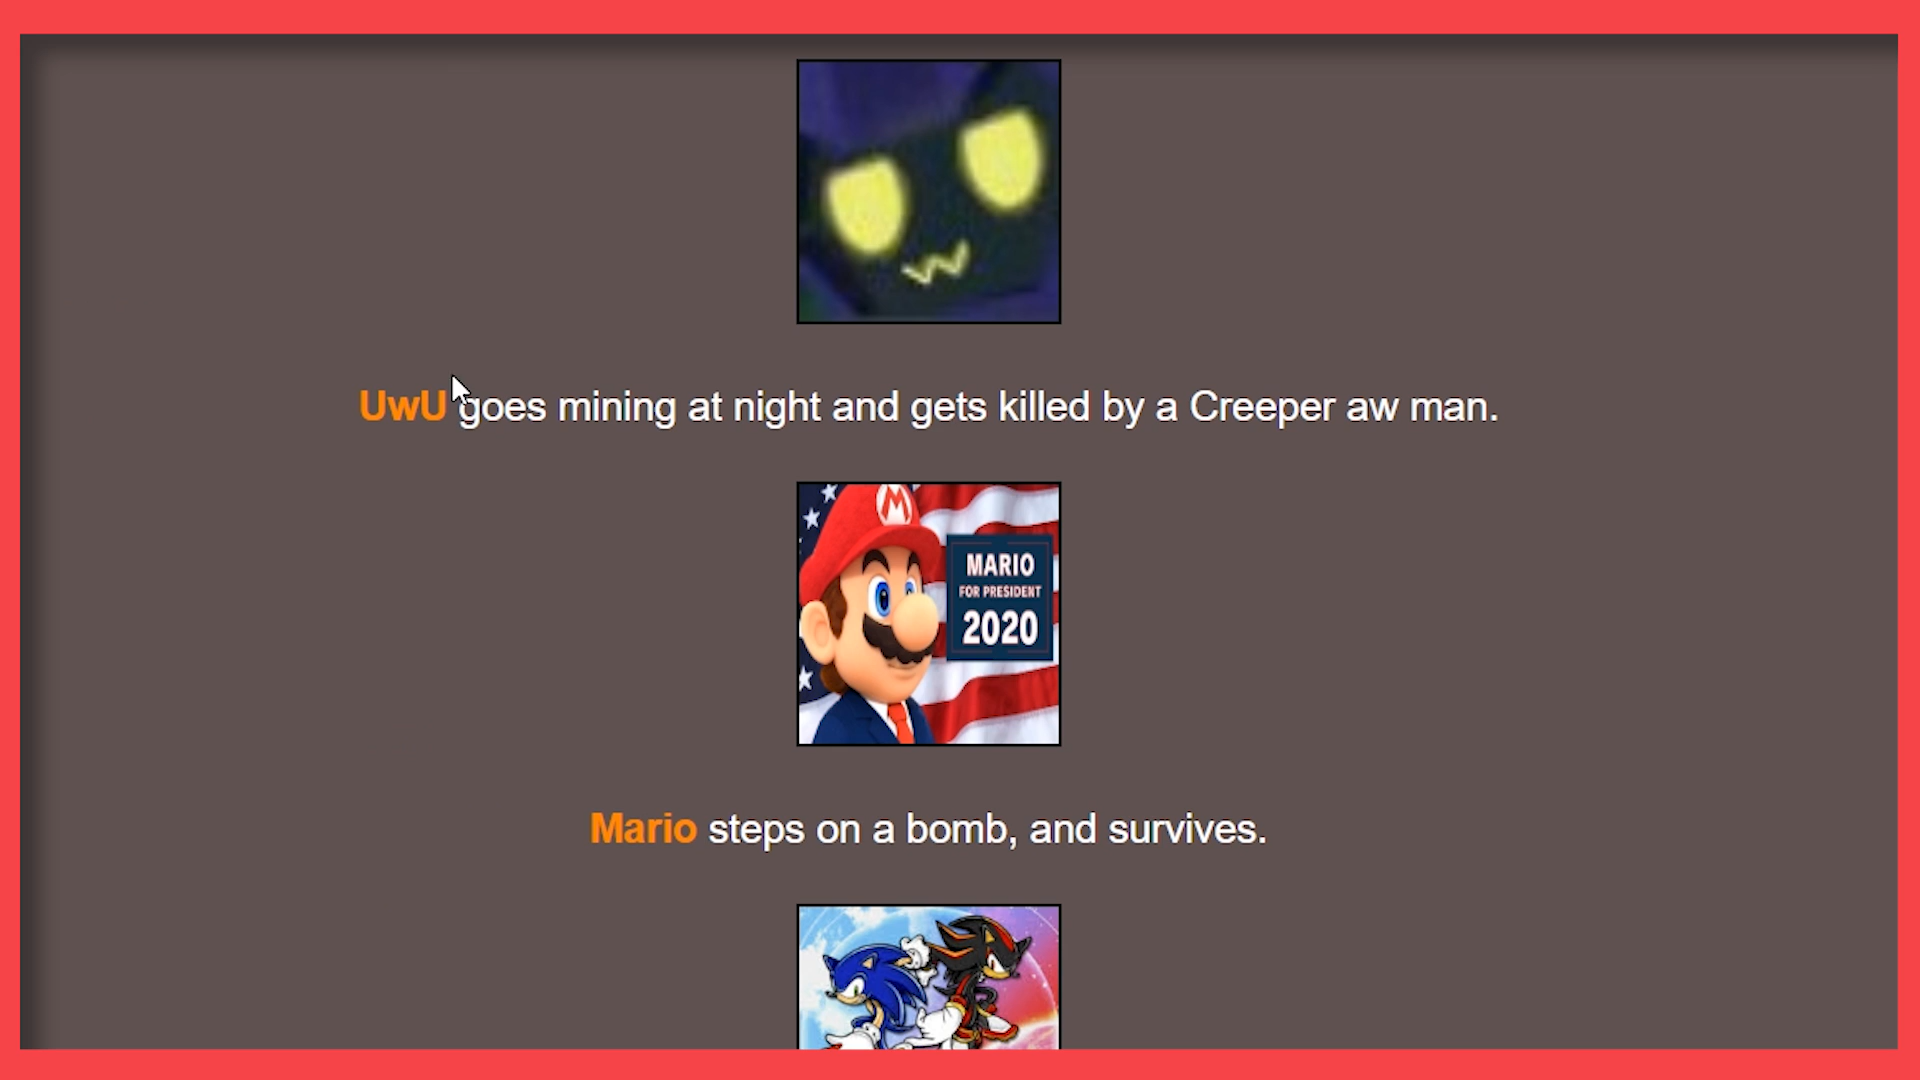 UwU goes mining at night and gets killed by a Creeper aw man.
M
MARIO
FOR PRESIDENT
2020
Mario steps on a bomb, and survives.